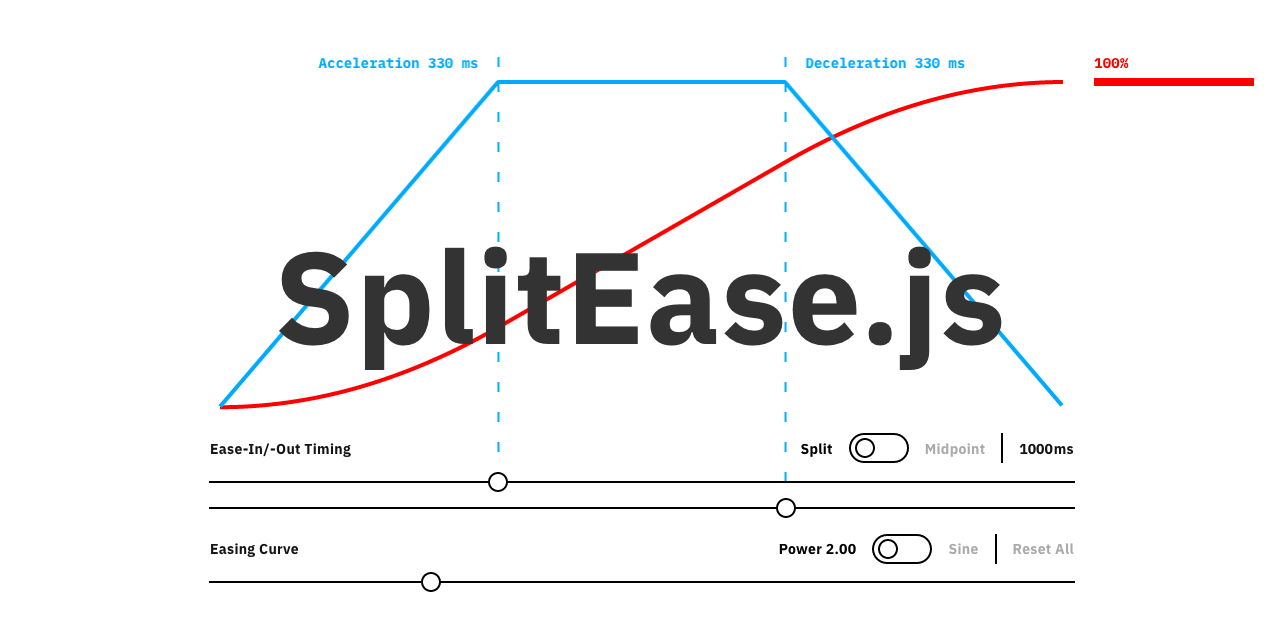 Acceleration 330 ms
Deceleration 330 ms
100%
SplitEase.js
Ease-In/-Out Timing
Split
Midpoint
1000ms
Easing Curve
Power 2.00
Sine
Reset All